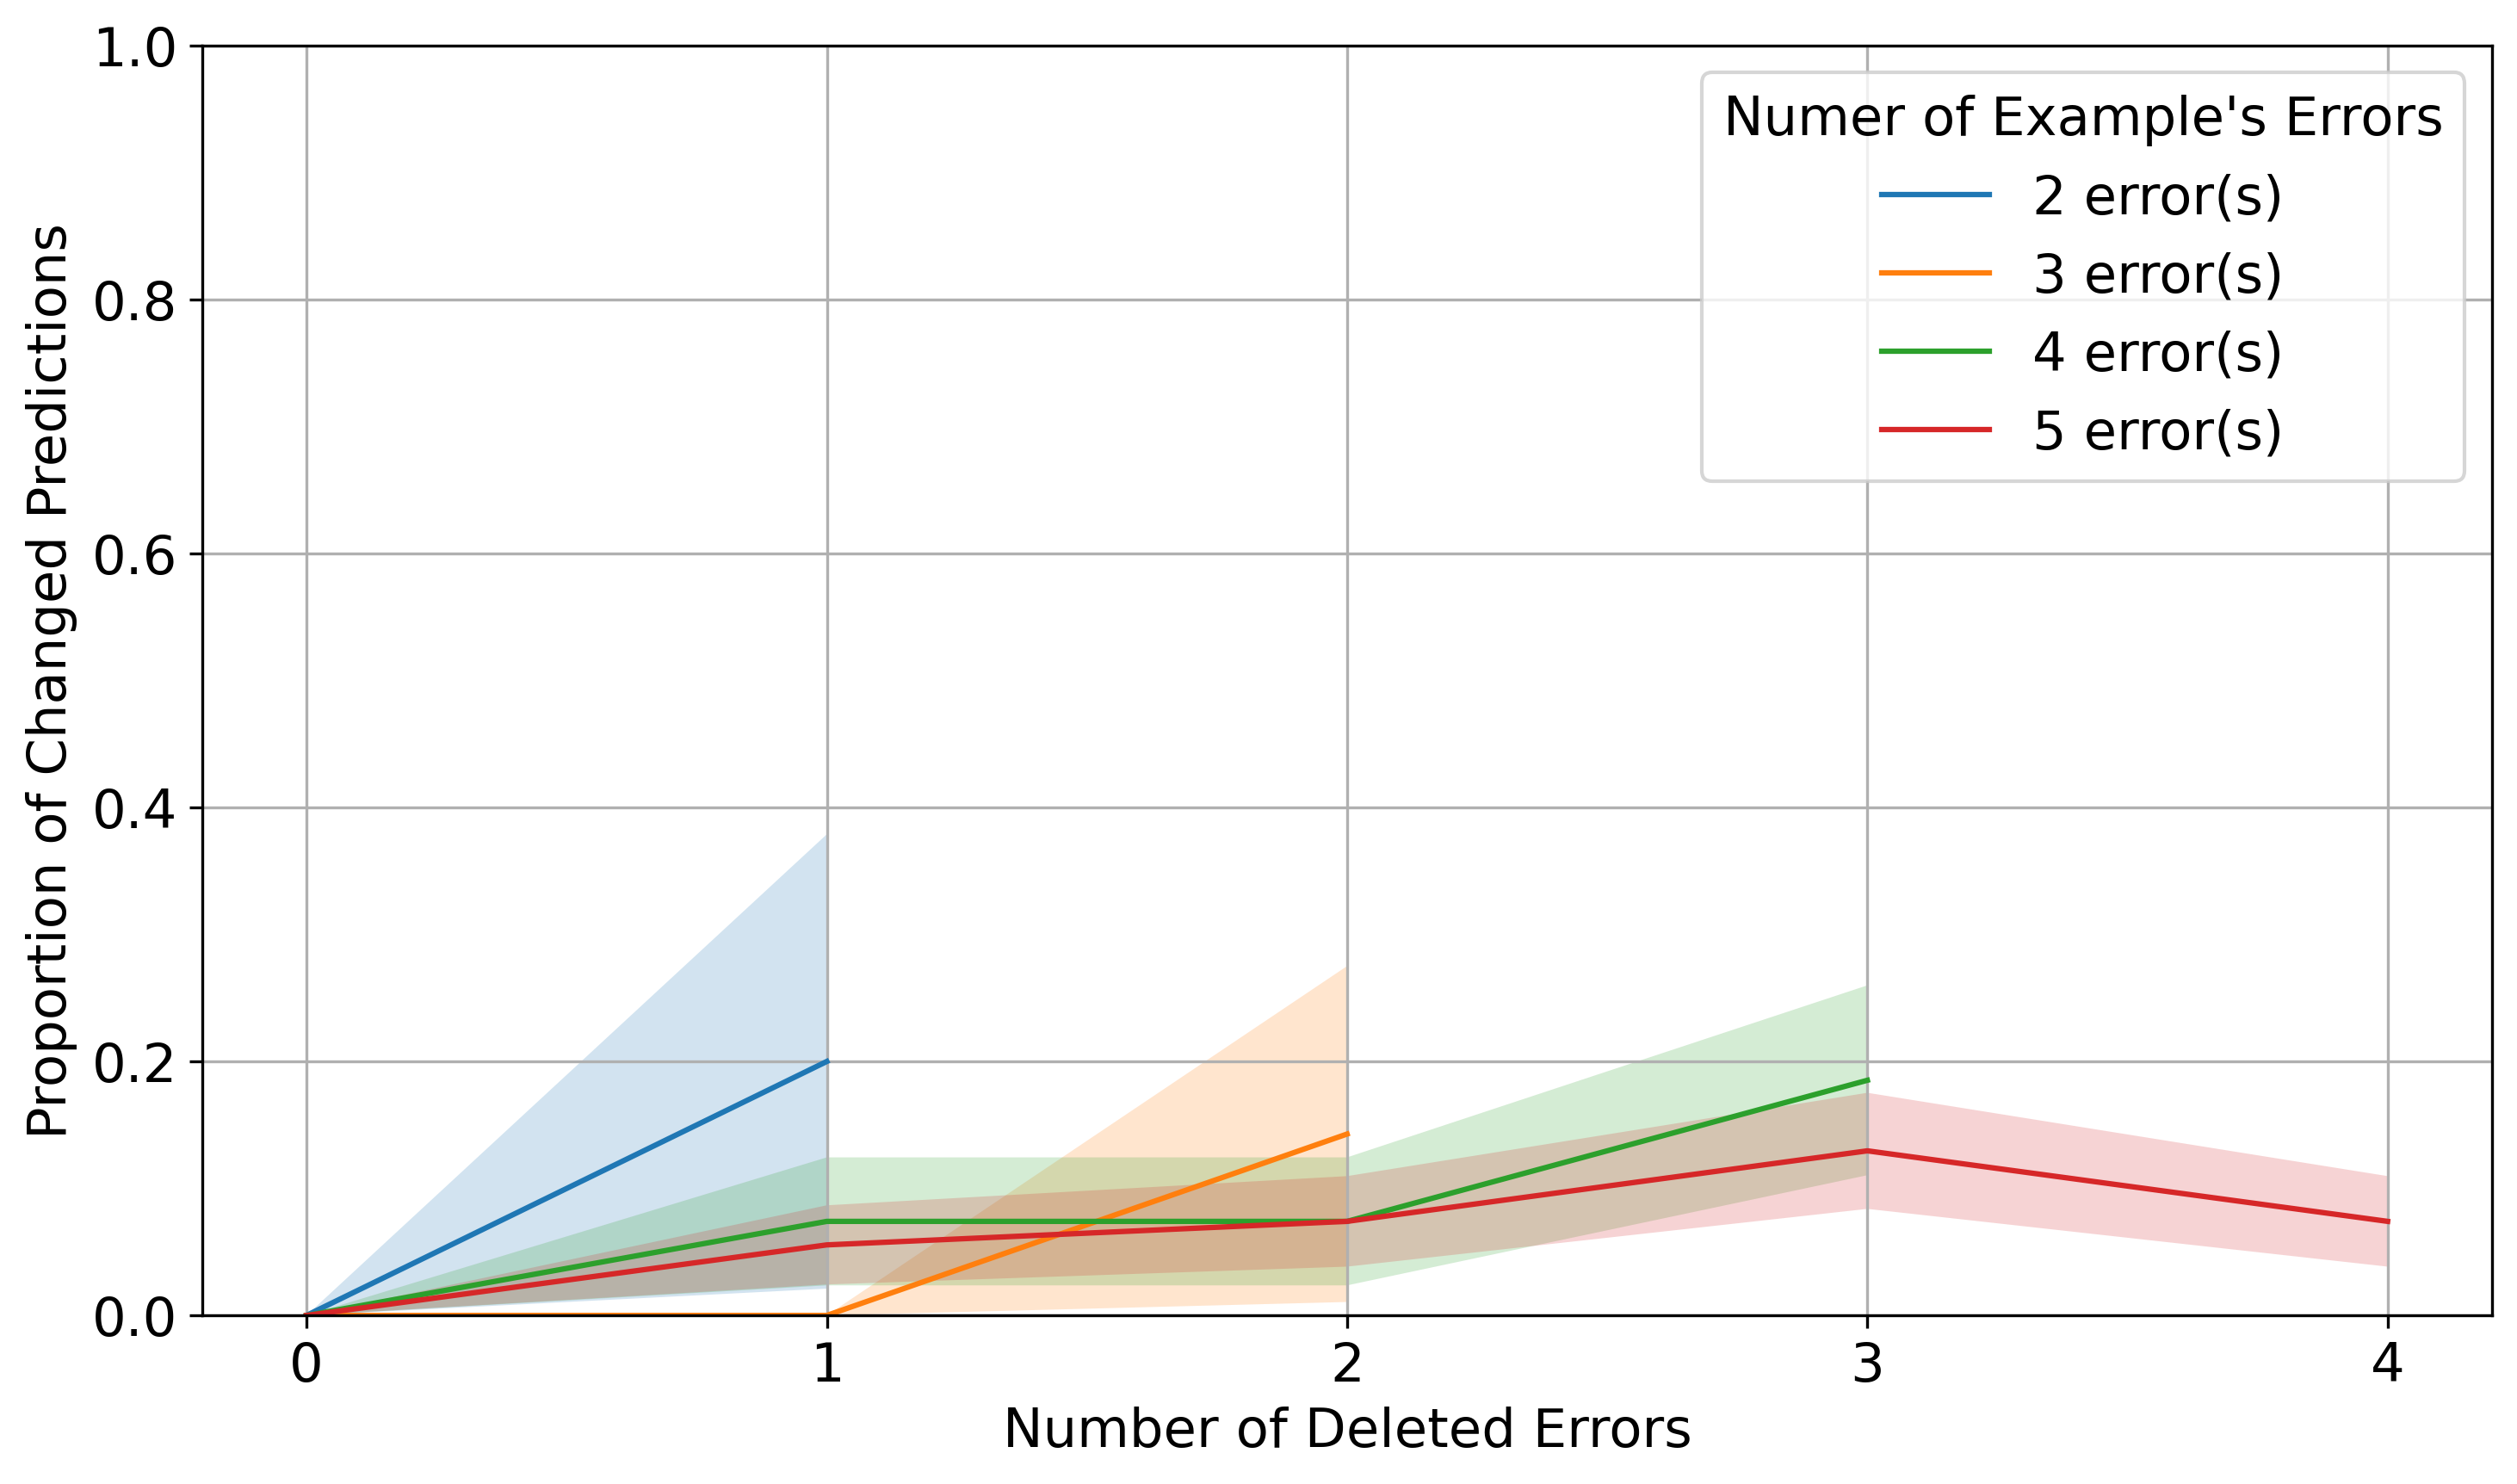 Proportion of Changed Predictions
1.0
0.8
0.6
0.4
0.2
0.0
Numer of Example's Errors
2 error(s)
3 error(s)
4 error(s)
5 error(s)
0 1 2 3 4
Number of Deleted Errors